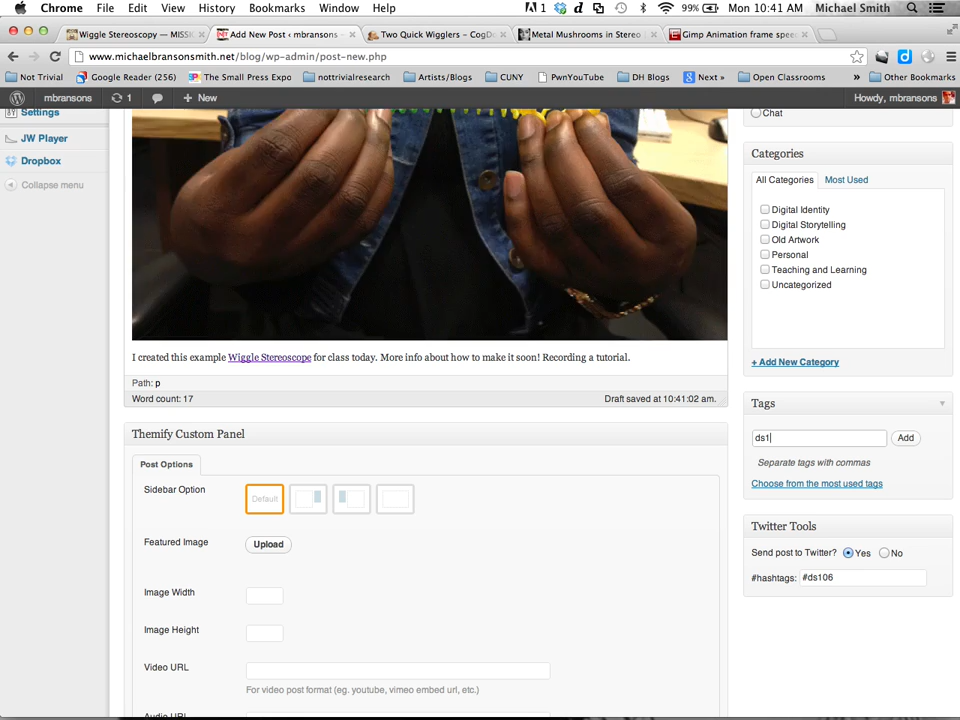 Chrome File Edit View History Bookmarks Window Help 1 99% Mon 10:41 AM Michael Smith
Wiggle Stereoscopy — MISSI
Add New Post ‹ mbransons —
Two Quick Wigglers – CogDo
Metal Mushrooms in Stereo |
Gimp Animation frame spee
www.michaelbransonsmith.net/blog/wp-admin/post-new.php
Not Trivial Google Reader (256) The Small Press Expo nottrivialresearch Artists/Blogs CUNY PwnYouTube DH Blogs Next » Open Classrooms » Other Bookmarks
mbransons 1 + New Howdy, mbransons
Settings
JW Player
Dropbox
Collapse menu
I created this example Wiggle Stereoscope for class today. More info about how to make it soon! Recording a tutorial.
Path: p
Word count: 17 Draft saved at 10:41:02 am.
Themify Custom Panel
Post Options
Sidebar Option Default
Featured Image Upload
Image Width
Image Height
Video URL
For video post format (eg. youtube, vimeo embed url, etc.)
Audio URL
Chat
Categories
All Categories Most Used
Digital Identity
Digital Storytelling
Old Artwork
Personal
Teaching and Learning
Uncategorized
+ Add New Category
Tags
ds1 Add
Separate tags with commas
Choose from the most used tags
Twitter Tools
Send post to Twitter? Yes No
#hashtags: #ds106